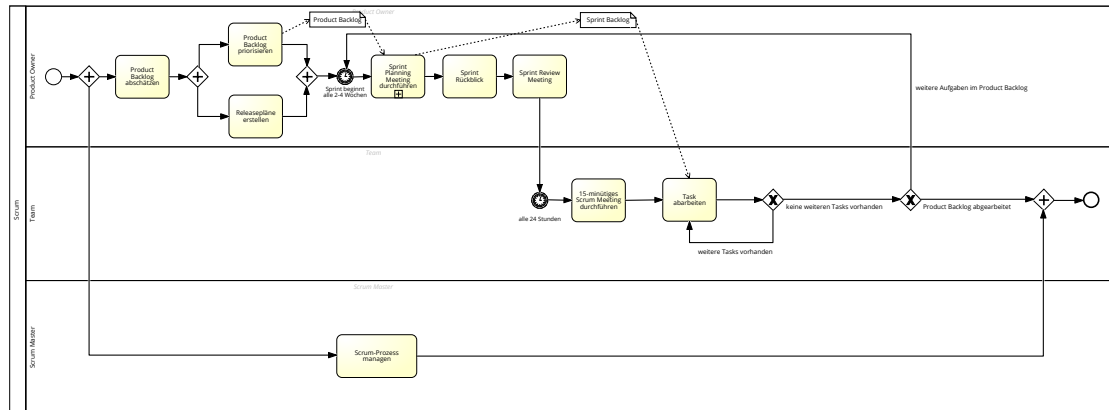 Scrum
Product Owner
Product Owner
Product
Backlog
abschätzen
Product
Backlog
priorisieren
Releasepläne
erstellen
Product Backlog
Sprint beginnt
alle 2-4 Wochen
Sprint
Planning
Meeting
durchführen
Sprint
Rückblick
Sprint Review
Meeting
Sprint Backlog
weitere Aufgaben im Product Backlog
Team
Team
alle 24 Stunden
15-minütiges
Scrum Meeting
durchführen
Task
abarbeiten
weitere Tasks vorhanden
keine weiteren Tasks vorhanden
Product Backlog abgearbeitet
Scrum Master
Scrum Master
Scrum-Prozess
managen